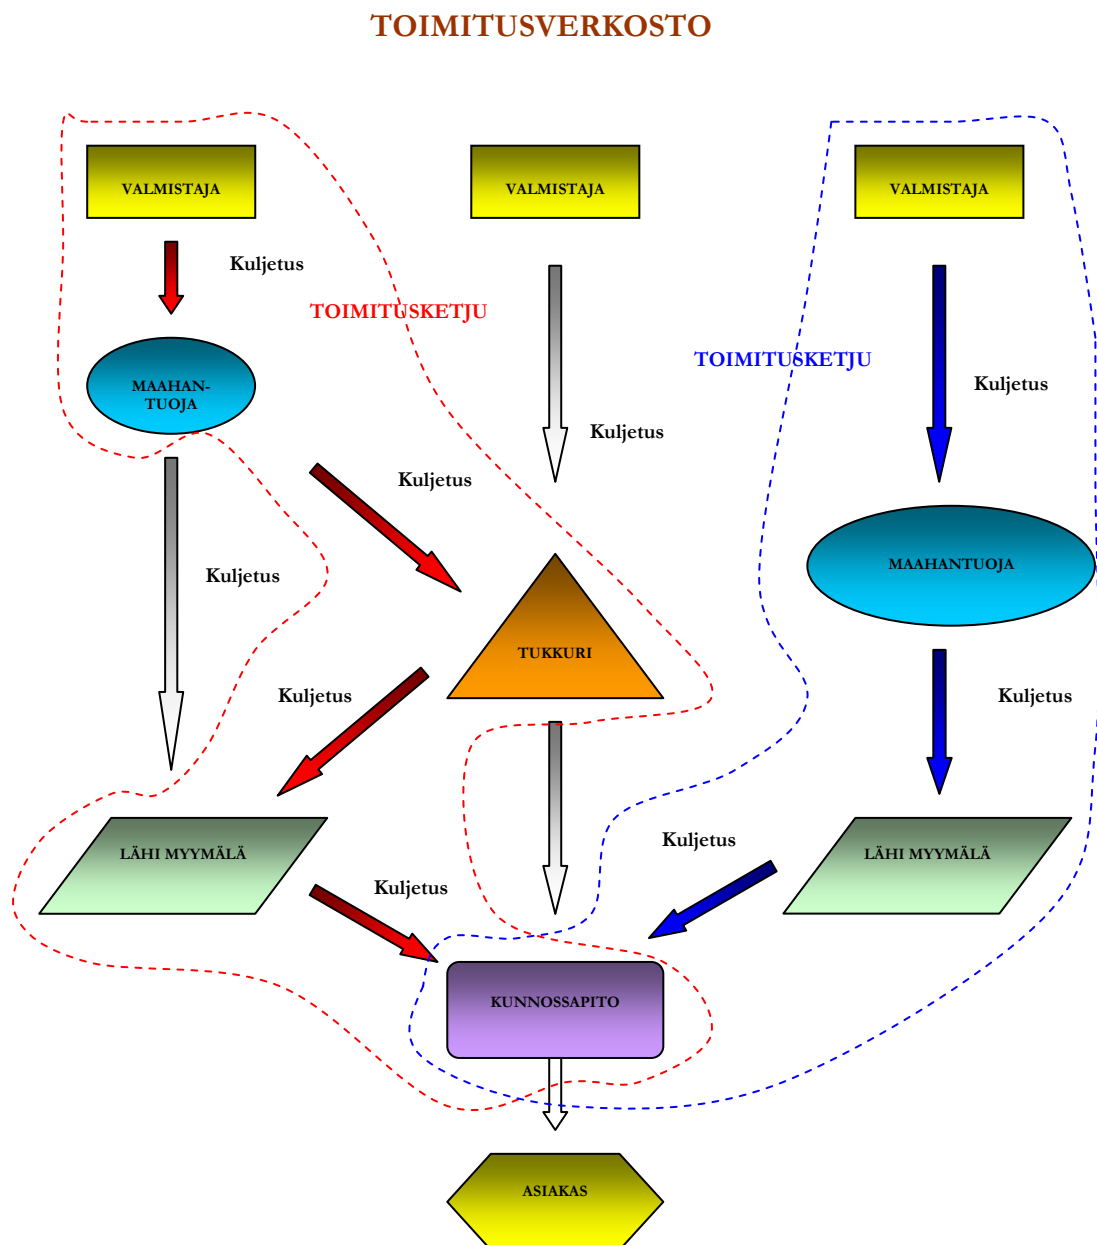 TOIMITUSVERKOSTO
VALMISTAJA
VALMISTAJA
VALMISTAJA
Kuljetus
TOIMITUSKETJU
TOIMITUSKETJU
MAAHAN-
TUOJA
Kuljetus
Kuljetus
Kuljetus
Kuljetus
MAAHANTUOJA
TUKKURI
Kuljetus
Kuljetus
LÄHI MYYMÄLÄ
Kuljetus
LÄHI MYYMÄLÄ
Kuljetus
KUNNOSSAPITO
ASIAKAS